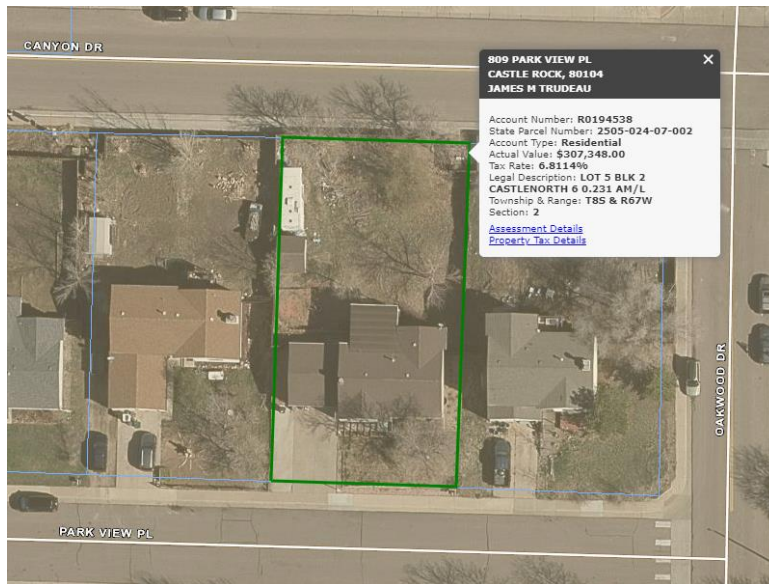 CANYON DR
809 PARK VIEW PL
CASTLE ROCK, 80104
JAMES M TRUDEAU
Account Number: R0194538
State Parcel Number: 2505-024-07-002
Account Type: Residential
Actual Value: $307,348.00
Tax Rate: 6.8114%
Legal Description: LOT 5 BLK 2
CASTLENORTH 6 0.231 AM/L
Township & Range: T8S & R67W
Section: 2
Assessment Details
Property Tax Details
OAKWOOD DR
PARK VIEW PL